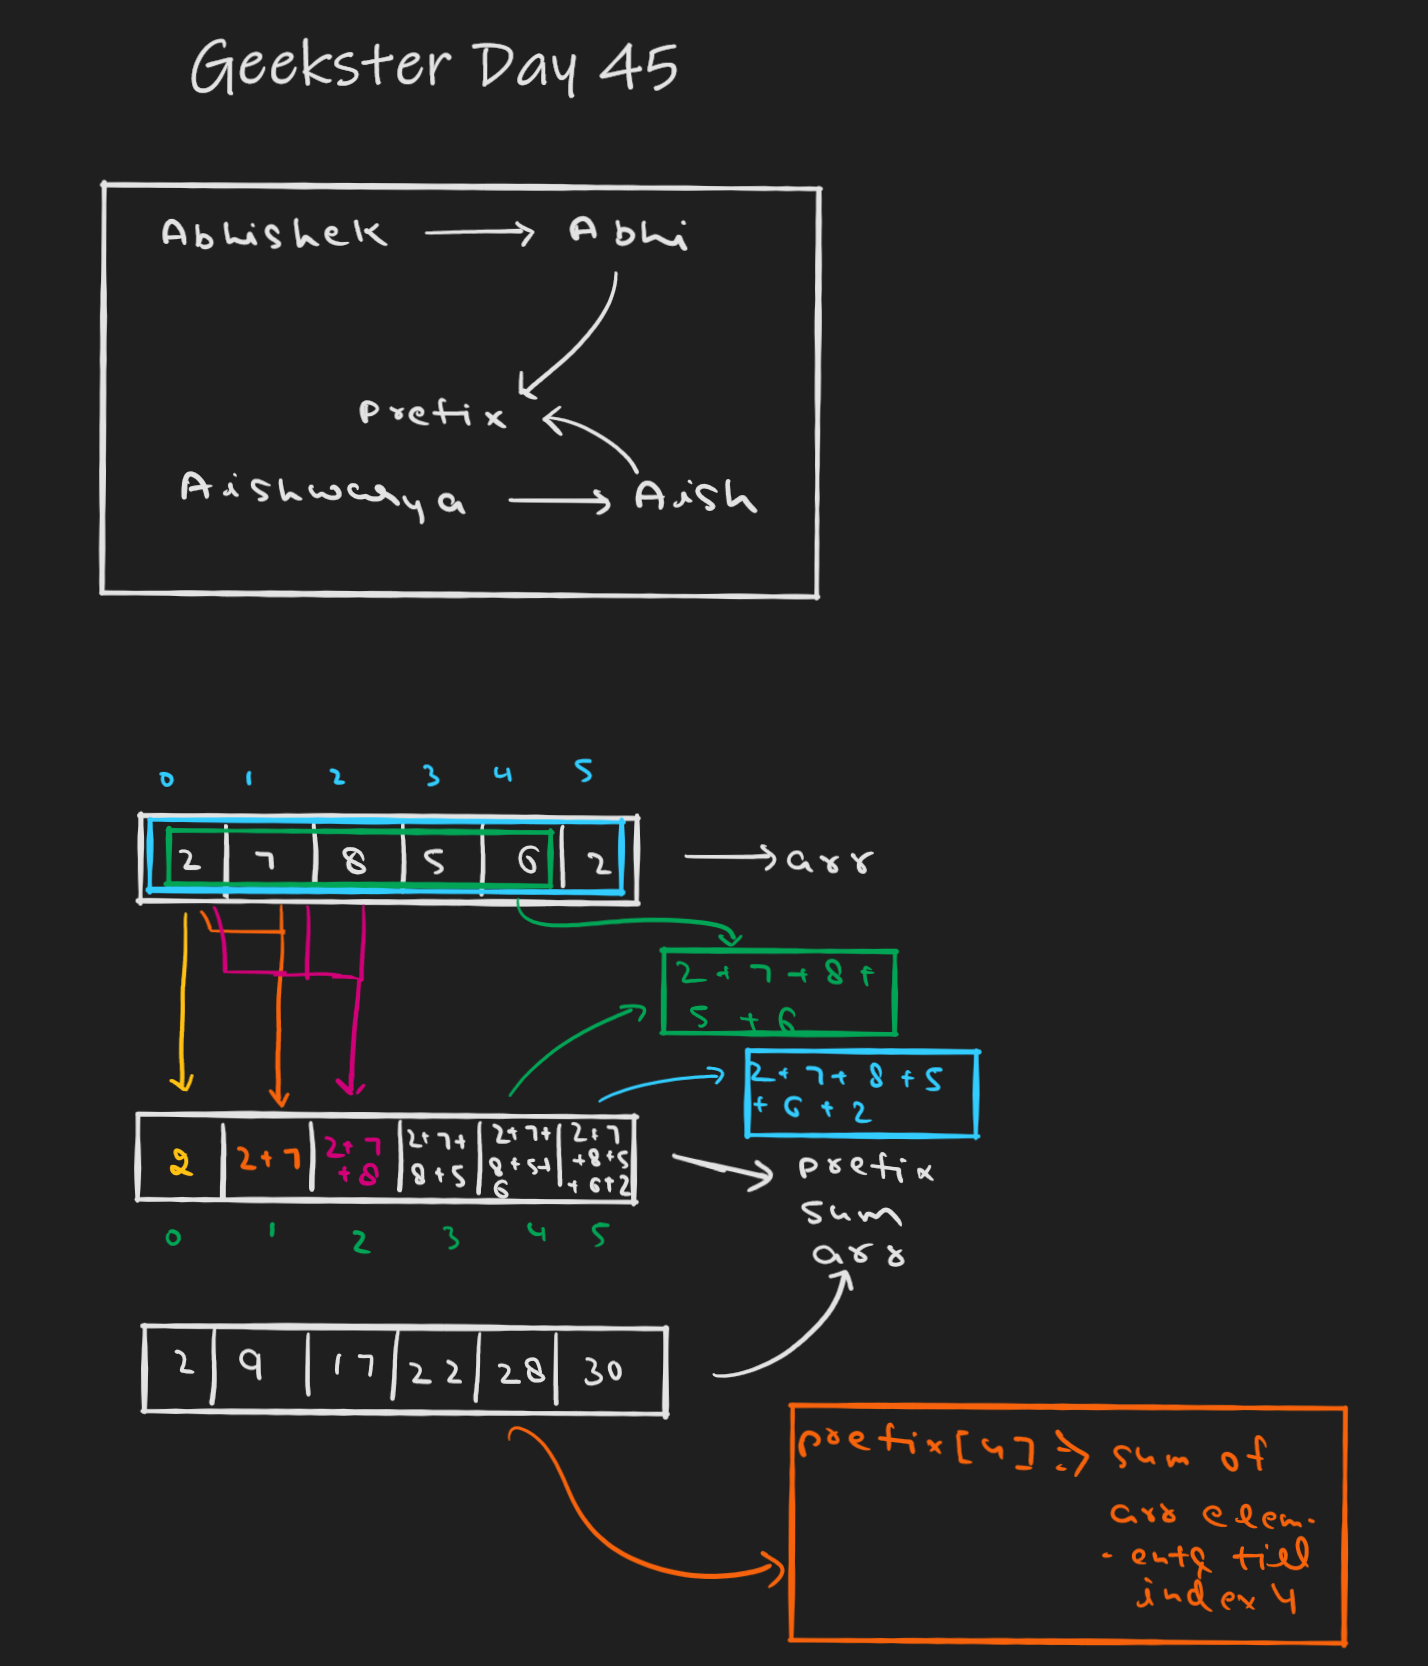 Geekster Day 45
Abhishek → Abhi
Prefix
Aishwarya → Aish
0 1 2 3 4 5
2 7 8 5 6 2 → arr
2 + 7 + 8 +
5 + 6
2 + 7 + 8 + 5
+ 6 + 2
2 | 2+7 | 2+7 | 2+7+ | 2+7+ | 2+7
+8 | 8+5 | 8+5+ | +8+5
6 | +6+2
prefix
sum
arr
0 1 2 3 4 5
2 9 17 22 28 30
prefix[4] => sum of
arr elem-
-ents till
index 4